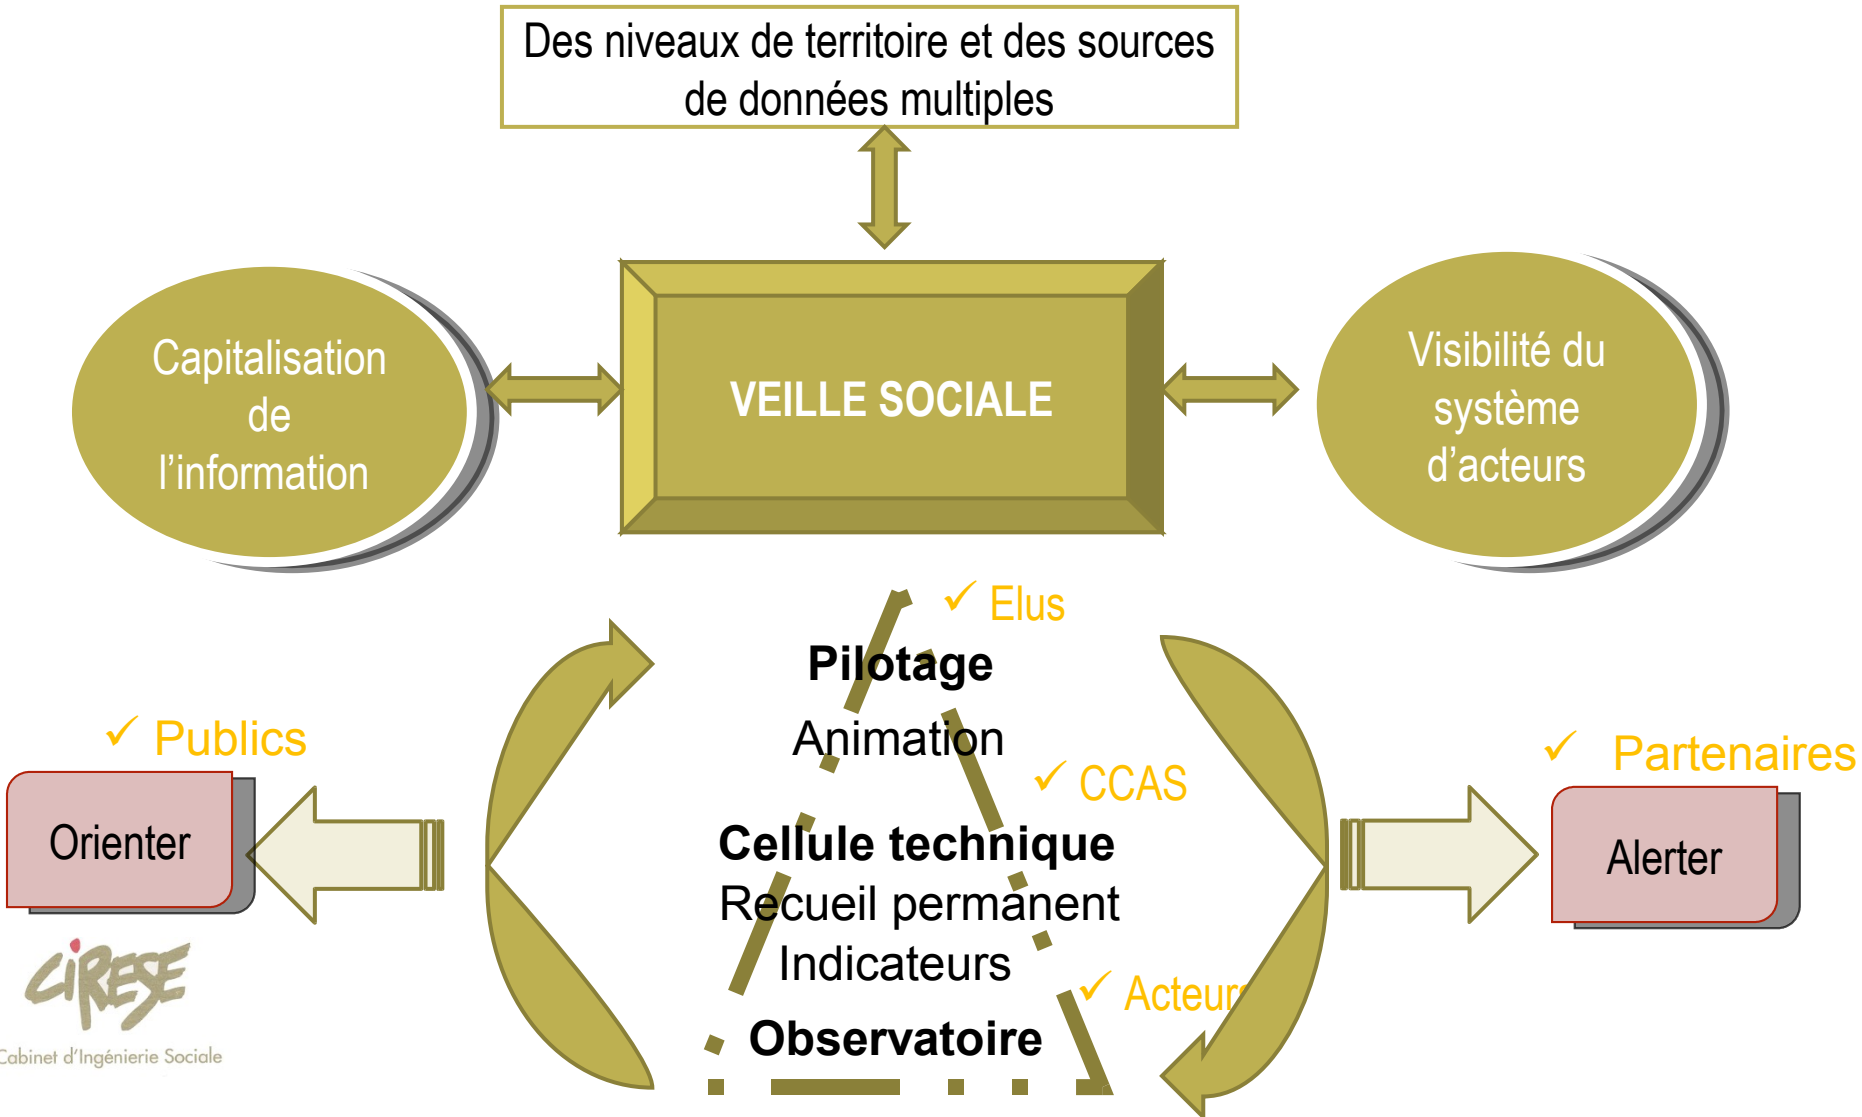 Des niveaux de territoire et des sources
de données multiples
Capitalisation
de
l’information
VEILLE SOCIALE
Visibilité du
système
d’acteurs
✓ Elus
Pilotage
Animation
✓ Publics
✓ CCAS
✓ Partenaires
Orienter
Cellule technique
Recueil permanent
Indicateurs
Alerter
✓ Acteurs
Observatoire
CIRESE
Cabinet d’Ingénierie Sociale